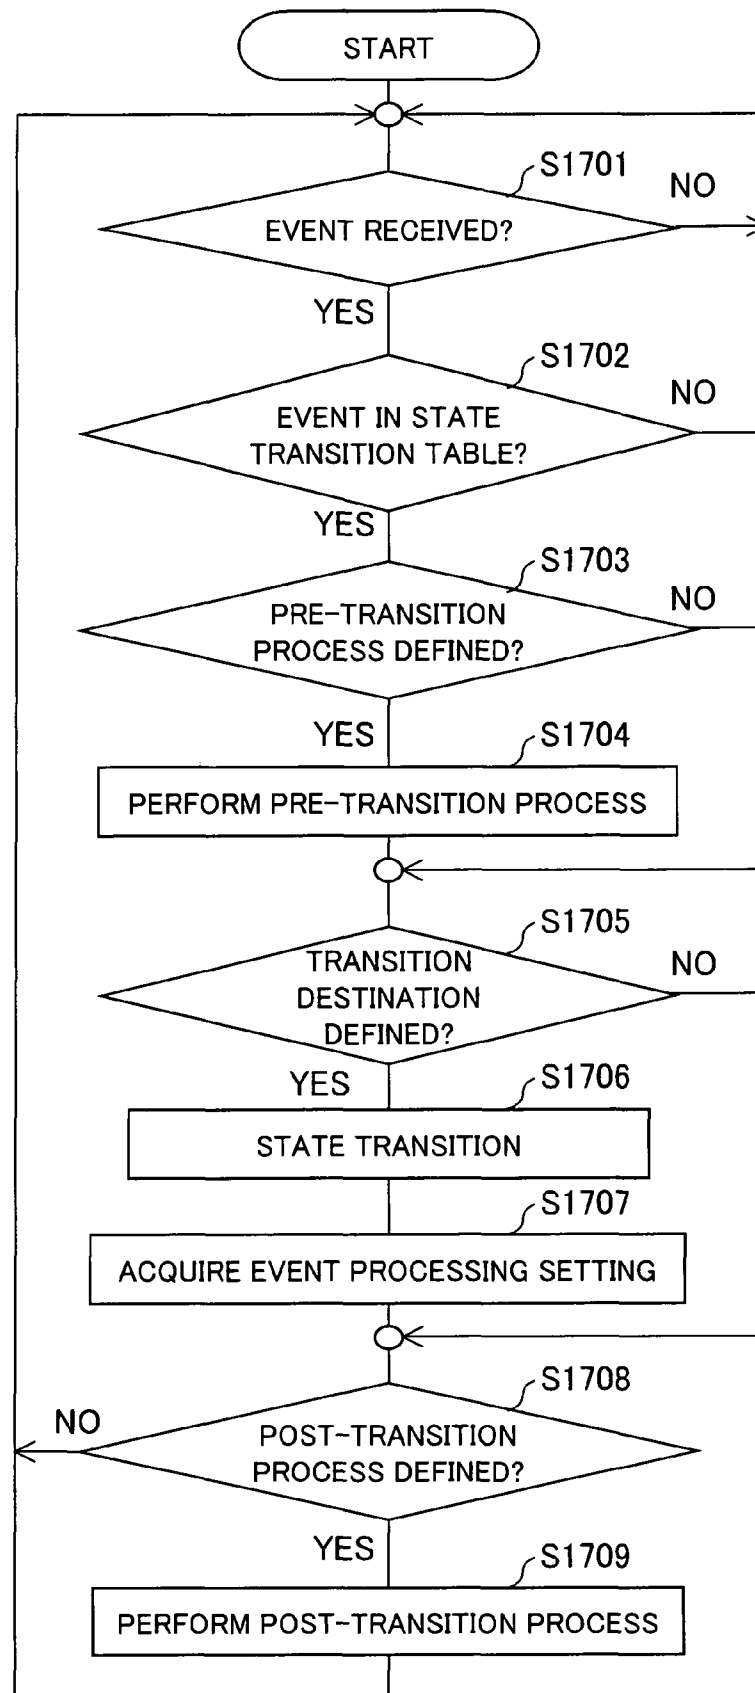 START
S1701
NO
EVENT RECEIVED?
YES
S1702
NO
EVENT IN STATE
TRANSITION TABLE?
YES
S1703
NO
PRE-TRANSITION
PROCESS DEFINED?
YES
S1704
PERFORM PRE-TRANSITION PROCESS
S1705
NO
TRANSITION
DESTINATION
DEFINED?
YES
S1706
STATE TRANSITION
S1707
ACQUIRE EVENT PROCESSING SETTING
S1708
NO
POST-TRANSITION
PROCESS DEFINED?
YES
S1709
PERFORM POST-TRANSITION PROCESS